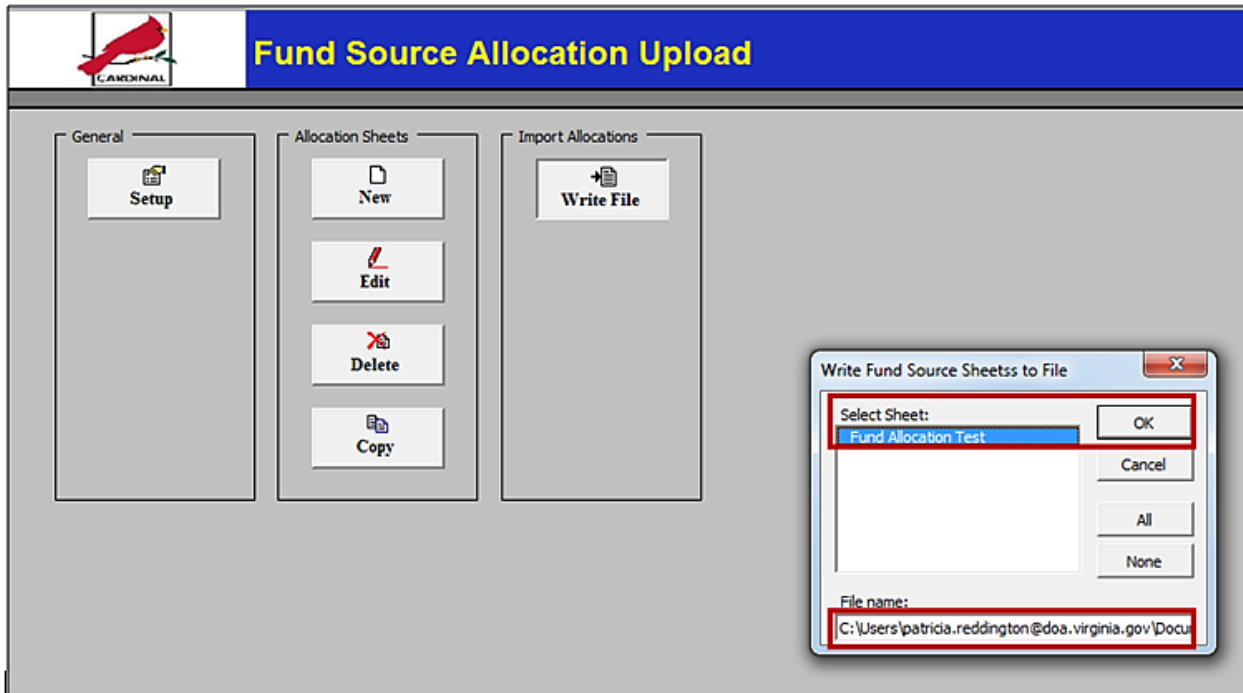 CARDINAL
Fund Source Allocation Upload
General
Setup
Allocation Sheets
New
Edit
Delete
Copy
Import Allocations
Write File
Write Fund Source Sheetss to File
Select Sheet:
Fund Allocation Test
OK
Cancel
All
None
File name:
C:\Users\patricia.reddington@doa.virginia.gov\Docu